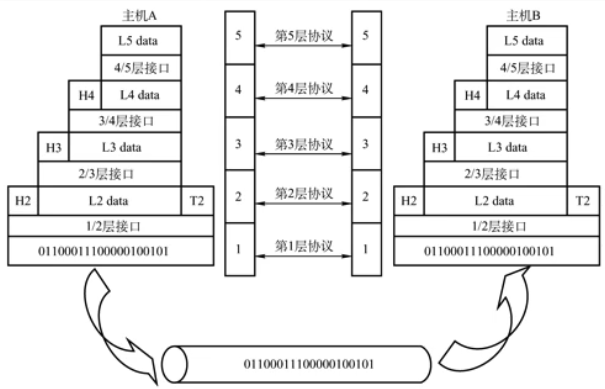 主机A
主机B
L5 data
5
第5层协议
5
L5 data
4/5层接口
4/5层接口
H4
L4 data
4
第4层协议
4
H4
L4 data
3/4层接口
3/4层接口
H3
L3 data
3
第3层协议
3
H3
L3 data
2/3层接口
2/3层接口
H2
L2 data
T2
2
第2层协议
2
H2
L2 data
T2
1/2层接口
1/2层接口
01100011100000100101
1
第1层协议
1
01100011100000100101
01100011100000100101